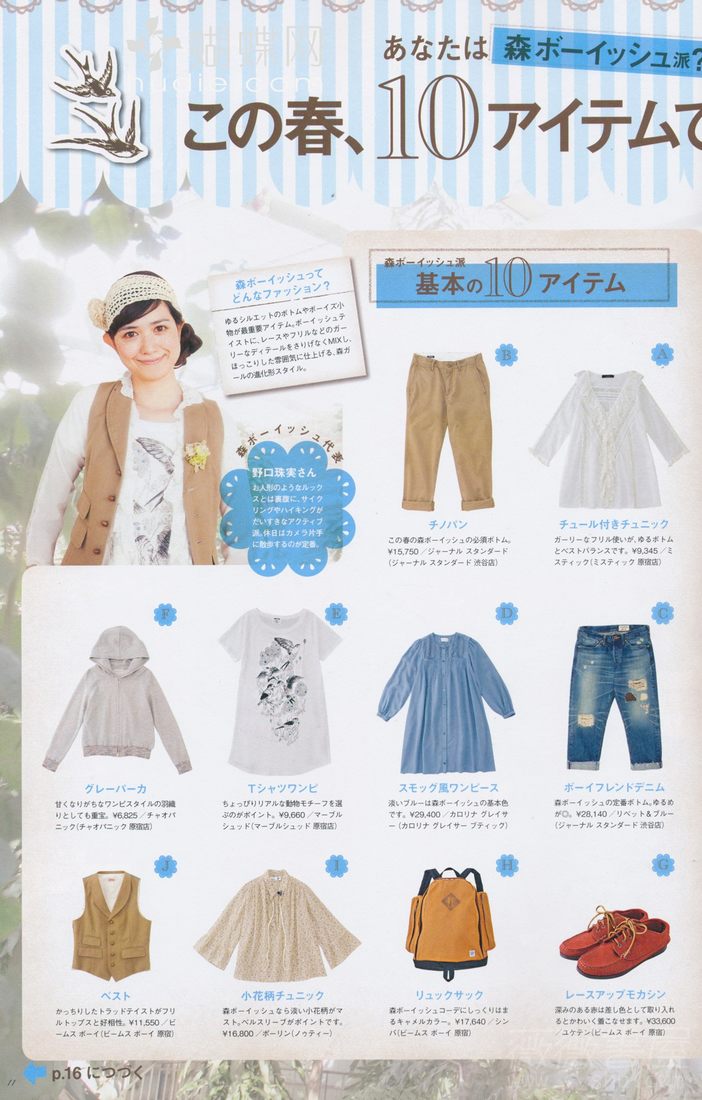 蝴蝶网
hudie.com
あなたは 森ボーイッシュ派?
この春、10アイテムで
森ボーイッシュって
どんなファッション?
ゆるシルエットのボトムやボーイズ小
物が最重要アイテム。ボーイッシュテ
イストに、レースやフリルなどのガー
リーなディテールをさりげなくMIXし、
ほっこりした雰囲気に仕上げる、森ガ
ールの進化形スタイル。
森ボーイッシュ代表
野口珠実さん
お人形のようなルック
スとは裏腹に、サイク
リングやハイキングが
だいすきなアクティブ
派。休日はカメラ片手
に散歩するのが定番。
森ボーイッシュ派
基本の10アイテム
A
チュール付きチュニック
ガーリーなフリル使いが、ゆるボトム
とベストバランスです。¥9,345/ミ
スティック(ミスティック 原宿店)
B
チノパン
この春の森ボーイッシュの必須ボトム。
¥15,750/ジャーナル スタンダード
(ジャーナル スタンダード 渋谷店)
C
ボーイフレンドデニム
森ボーイッシュの定番ボトム。ゆるめ
が◎。¥28,140/リベット&ブルー
(ジャーナル スタンダード 渋谷店)
D
スモック風ワンピース
淡いブルーは森ボーイッシュの基本色
です。¥29,400/カロリナ グレイサ
ー(カロリナ グレイサー ブティック)
E
Tシャツワンピ
ちょっぴりリアルな動物モチーフを選
ぶのがポイント。¥9,660/マーブル
シュッド(マーブルシュッド 原宿店)
F
グレーパーカ
甘くなりがちなワンピスタイルの羽織
りとしても重宝。¥6,825/チャオパ
ニック(チャオパニック 原宿店)
G
レースアップモカシン
深みのある赤は差し色として取り入れ
るとかわいく着こなせます。¥33,600
/ユケテン(ビームス ボーイ 原宿)
H
リュックサック
森ボーイッシュコーデにしっくりはま
るキャメルカラー。¥17,640/シン
バ(ビームス ボーイ 原宿)
I
小花柄チュニック
森ボーイッシュなら淡い小花柄がマ
スト。ベルスリーブがポイントです。
¥16,800/ポーリン(ノゥティー)
J
ベスト
かっちりしたトラッドテイストがフリ
ルトップスと好相性。¥11,550/ビ
ームス ボーイ(ビームス ボーイ 原宿)
p.16 につづく
11